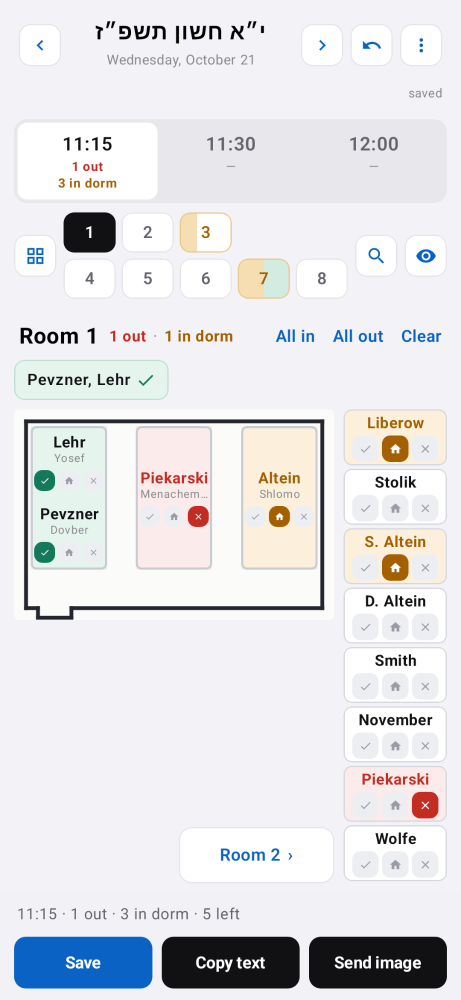 י״א חשון תשפ״ז
Wednesday, October 21
saved
11:15
1 out
3 in dorm
11:30
–
12:00
–
1
2
3
4
5
6
7
8
Room 1 1 out · 1 in dorm All in All out Clear
Pevzner, Lehr
Lehr
Yosef
Pevzner
Dovber
Piekarski
Menachem...
Altein
Shlomo
Liberow
Stolik
S. Altein
D. Altein
Smith
November
Piekarski
Wolfe
Room 2 ›
11:15 · 1 out · 3 in dorm · 5 left
Save
Copy text
Send image